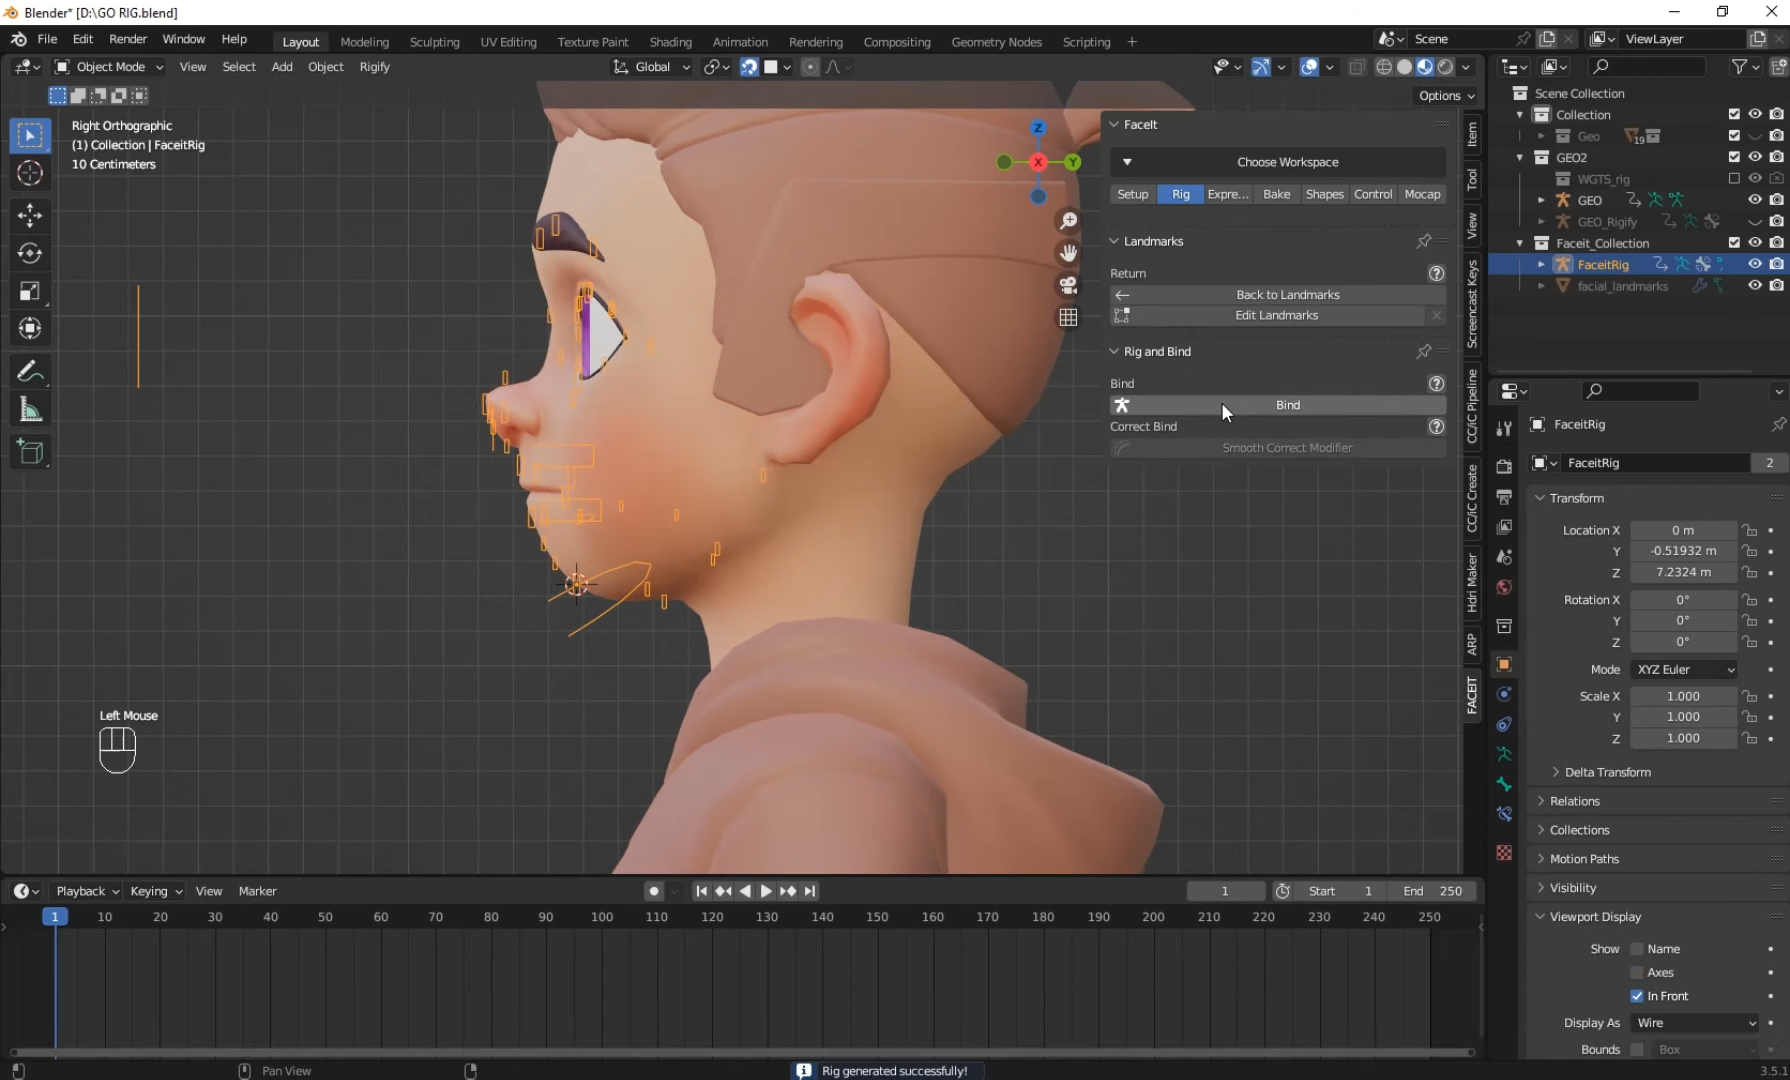 Blender* [D:\GO RIG.blend]
File Edit Render Window Help Layout Modeling Sculpting UV Editing Texture Paint Shading Animation Rendering Compositing Geometry Nodes Scripting + Scene ViewLayer
Object Mode View Select Add Object Rigify Global
Options
Right Orthographic
(1) Collection | FaceitRig
10 Centimeters
Z
X
Y
FaceIt
Choose Workspace
Setup Rig Expre... Bake Shapes Control Mocap
Landmarks
Return
Back to Landmarks
Edit Landmarks
Rig and Bind
Bind
Bind
Correct Bind
Smooth Correct Modifier
Item
Tool
View
Screencast Keys
CC/iC Pipeline
CC/iC Create
Hdri Maker
ARP
FACEIT
Scene Collection
Collection
Geo 19
GEO2
WGTS_rig
GEO
GEO_Rigify
Faceit_Collection
FaceitRig
facial_landmarks
FaceitRig
FaceitRig 2
Transform
Location X 0 m
Y -0.51932 m
Z 7.2324 m
Rotation X 0°
Y 0°
Z 0°
Mode XYZ Euler
Scale X 1.000
Y 1.000
Z 1.000
Delta Transform
Relations
Collections
Motion Paths
Visibility
Viewport Display
Show Name
Axes
In Front
Display As Wire
Bounds Box
Left Mouse
Playback Keying View Marker 1 Start 1 End 250
1 10 20 30 40 50 60 70 80 90 100 110 120 130 140 150 160 170 180 190 200 210 220 230 240 250
Pan View
Rig generated successfully!
3.5.1